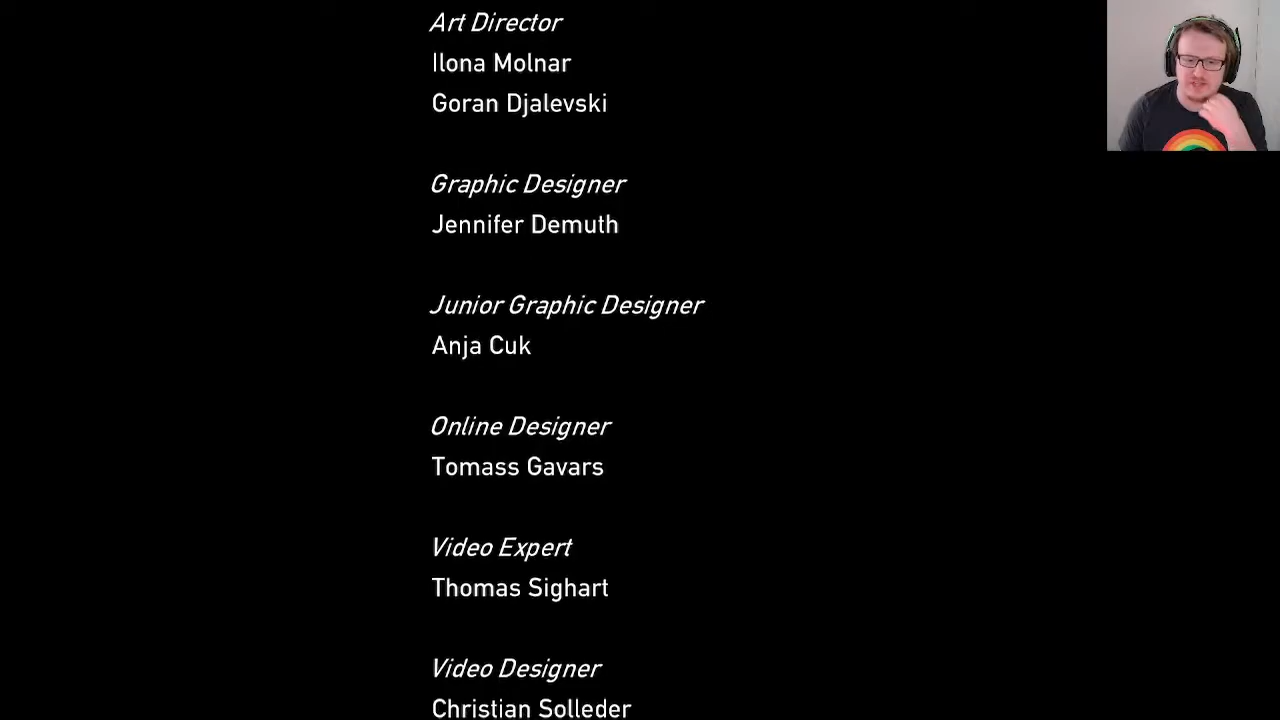 Art Director
Ilona Molnar
Goran Djalevski
Graphic Designer
Jennifer Demuth
Junior Graphic Designer
Anja Cuk
Online Designer
Tomass Gavars
Video Expert
Thomas Sighart
Video Designer
Christian Solleder